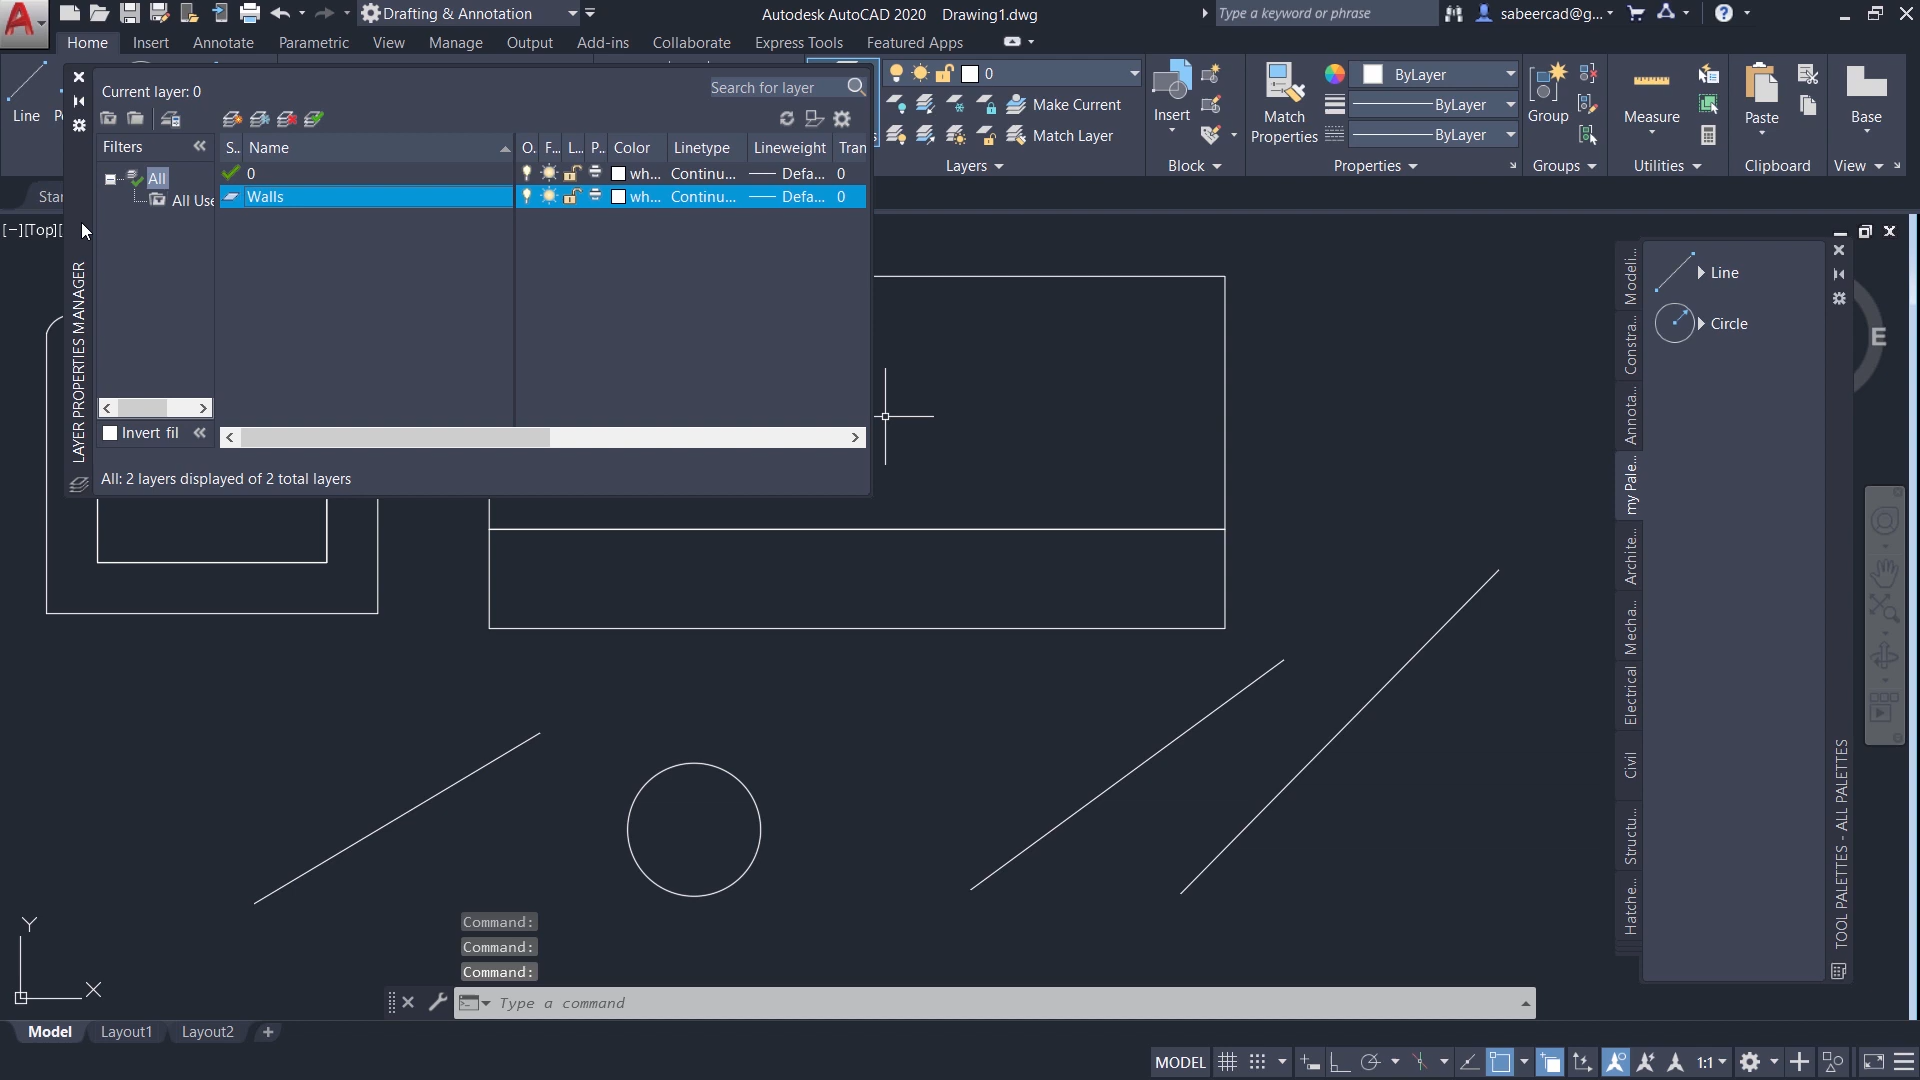 Drafting & Annotation
Autodesk AutoCAD 2020 Drawing1.dwg
Type a keyword or phrase
sabeercad@g...
Home Insert Annotate Parametric View Manage Output Add-ins Collaborate Express Tools Featured Apps
Line
Current layer: 0
Search for layer
0
Make Current
Match Layer
Layers
Insert
Block
Match Properties
ByLayer
ByLayer
ByLayer
Properties
Group
Groups
Measure
Utilities
Paste
Clipboard
Base
View
Filters
S.. Name O. F... L... P.. Color Linetype Lineweight Tran
All
All Use
0 wh... Continu... Defa... 0
Walls wh... Continu... Defa... 0
Star
[−][Top][
LAYER PROPERTIES MANAGER
Invert fil
All: 2 layers displayed of 2 total layers
Line
Circle
E
Modeli...
Constra...
Annota...
my Pale...
Archite...
Mecha...
Electrical
Civil
Structu...
Hatche...
TOOL PALETTES - ALL PALETTES
Y
X
Command:
Command:
Command:
Type a command
Model Layout1 Layout2 +
MODEL 1:1